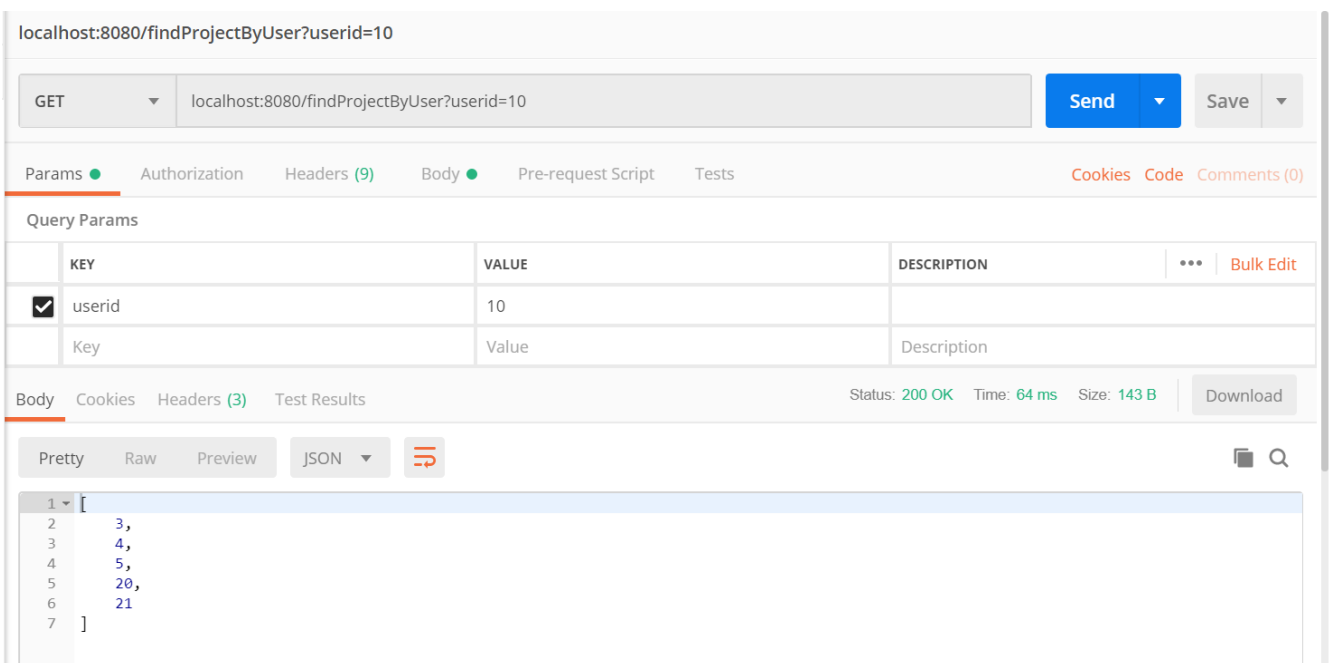 localhost:8080/findProjectByUser?userid=10
GET localhost:8080/findProjectByUser?userid=10 Send Save
Params Authorization Headers (9) Body Pre-request Script Tests Cookies Code Comments (0)
Query Params
KEY VALUE DESCRIPTION ••• Bulk Edit
userid 10
Key Value Description
Body Cookies Headers (3) Test Results Status: 200 OK Time: 64 ms Size: 143 B Download
Pretty Raw Preview JSON
1 [
2 3,
3 4,
4 5,
5 20,
6 21
7 ]